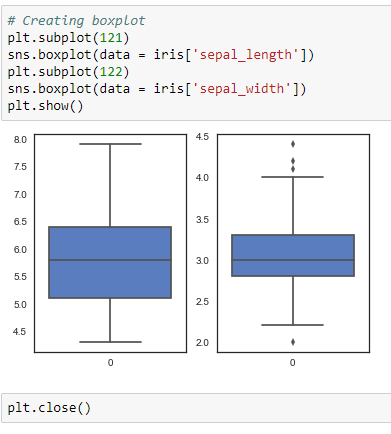 # Creating boxplot
plt.subplot(121)
sns.boxplot(data = iris['sepal_length'])
plt.subplot(122)
sns.boxplot(data = iris['sepal_width'])
plt.show()
8.0
7.5
7.0
6.5
6.0
5.5
5.0
4.5
0
4.5
4.0
3.5
3.0
2.5
2.0
0
plt.close()